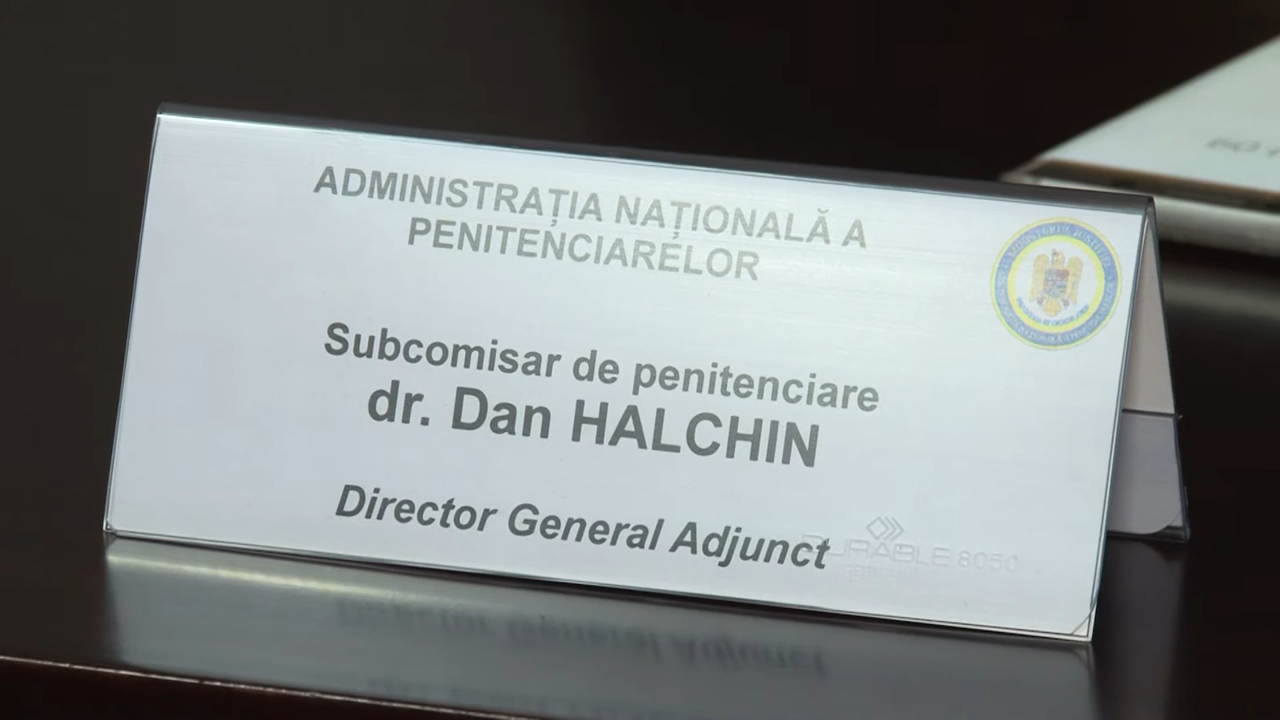 ADMINISTRAȚIA NAȚIONALĂ A
PENITENCIARELOR
Subcomisar de penitenciare
dr. Dan HALCHIN
Director General Adjunct
DURABLE 8050